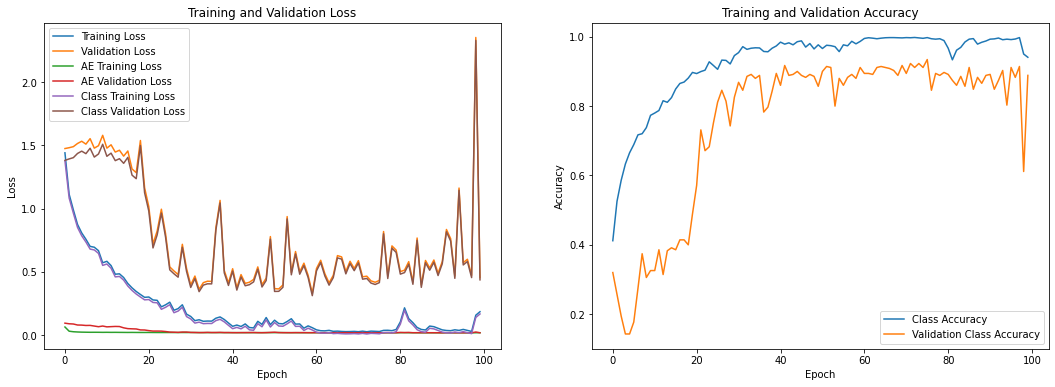 Training and Validation Loss
Training Loss
Validation Loss
AE Training Loss
AE Validation Loss
Class Training Loss
Class Validation Loss
2.0
1.5
1.0
0.5
0.0
Loss
0 20 40 60 80 100
Epoch
Training and Validation Accuracy
1.0
0.8
0.6
0.4
0.2
Accuracy
Class Accuracy
Validation Class Accuracy
0 20 40 60 80 100
Epoch